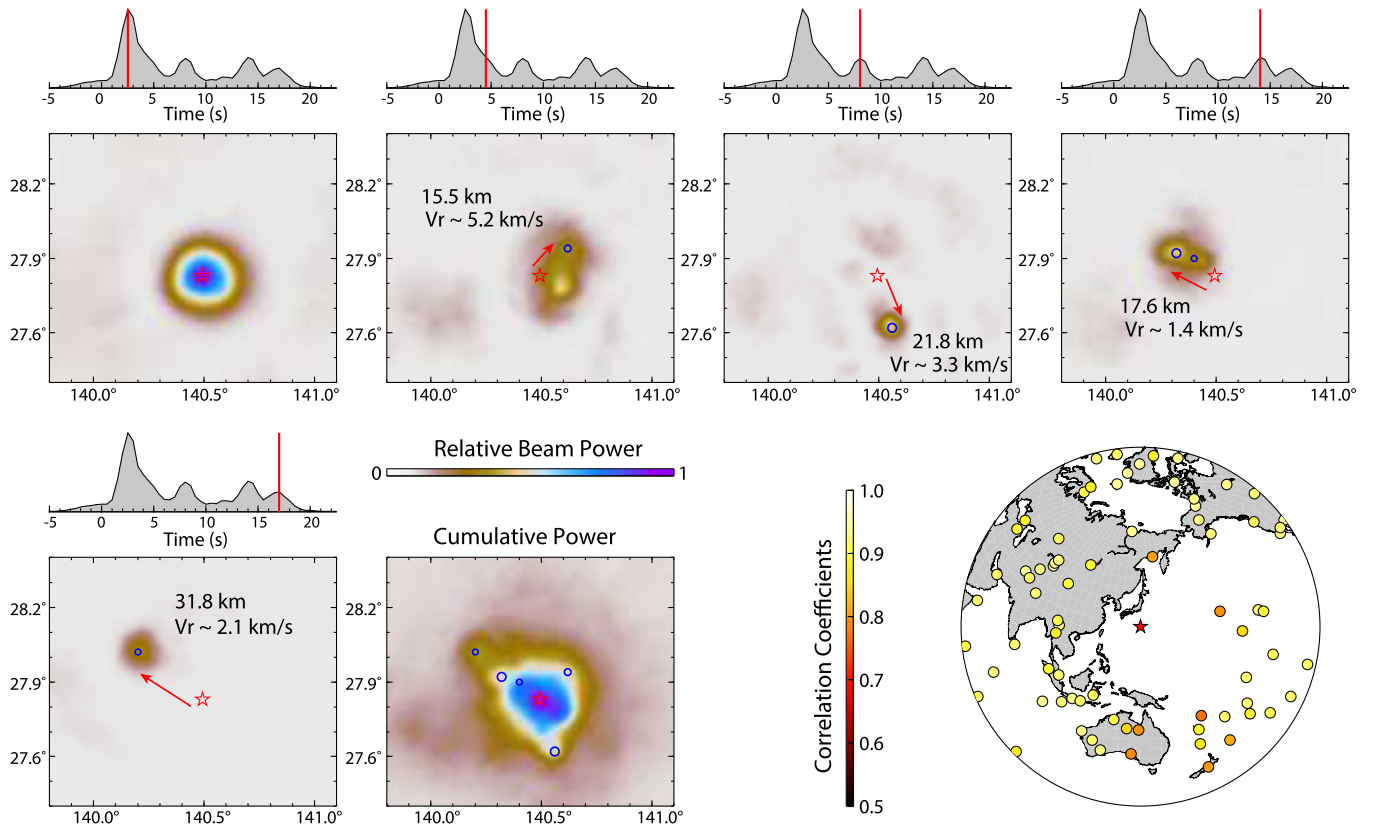 -5 0 5 10 15 20
Time (s)
-5 0 5 10 15 20
Time (s)
-5 0 5 10 15 20
Time (s)
-5 0 5 10 15 20
Time (s)
28.2°
27.9°
27.6°
140.0° 140.5° 141.0°
28.2°
27.9°
27.6°
15.5 km
Vr ~ 5.2 km/s
140.0° 140.5° 141.0°
28.2°
27.9°
27.6°
21.8 km
Vr ~ 3.3 km/s
140.0° 140.5° 141.0°
28.2°
27.9°
27.6°
17.6 km
Vr ~ 1.4 km/s
140.0° 140.5° 141.0°
-5 0 5 10 15 20
Time (s)
28.2°
27.9°
27.6°
31.8 km
Vr ~ 2.1 km/s
140.0° 140.5° 141.0°
Relative Beam Power
0 1
Cumulative Power
28.2°
27.9°
27.6°
140.0° 140.5° 141.0°
Correlation Coefficients
1.0
0.9
0.8
0.7
0.6
0.5